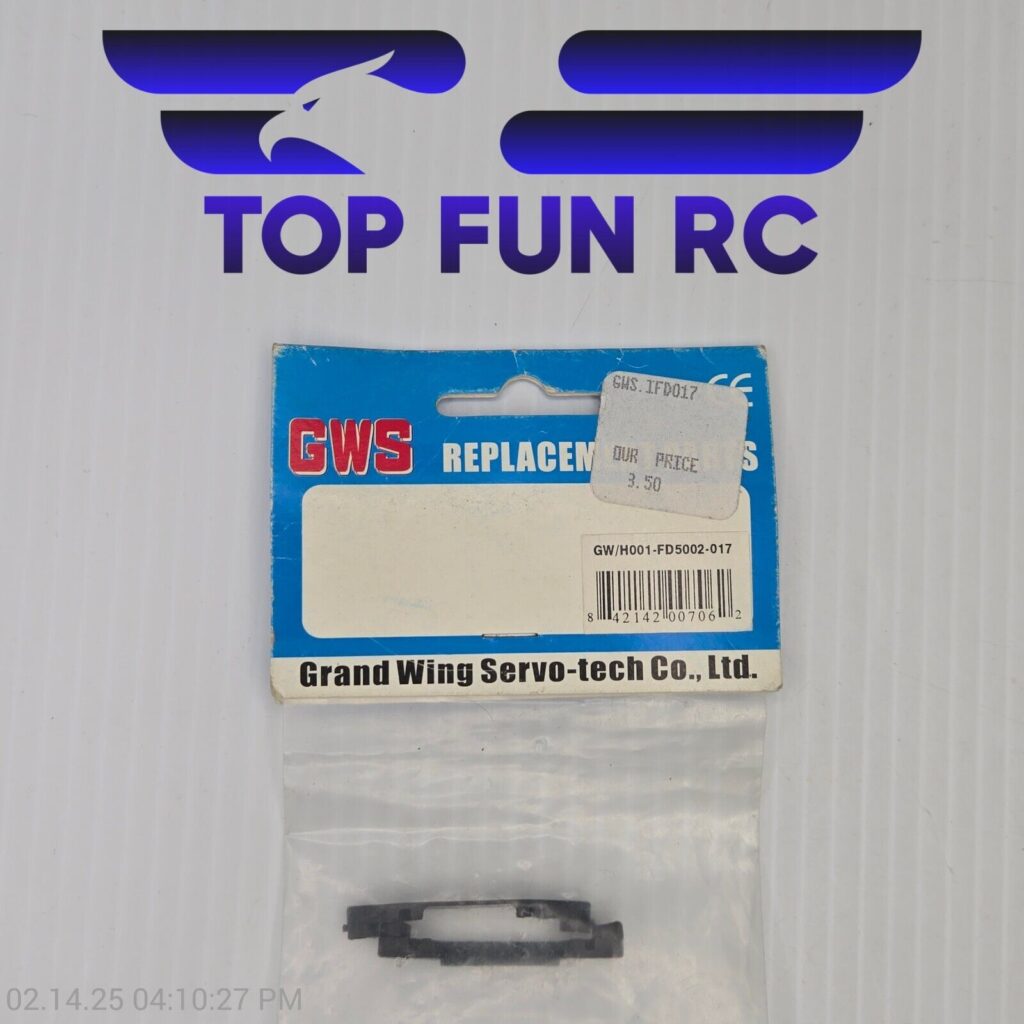 TOP FUN RC
GWS.IFD017
CE
GWS
REPLACEM
S
OUR PRICE
3.50
GW/H001-FD5002-017
8 42142 00706 2
Grand Wing Servo-tech Co., Ltd.
02.14.25 04:10:27 PM